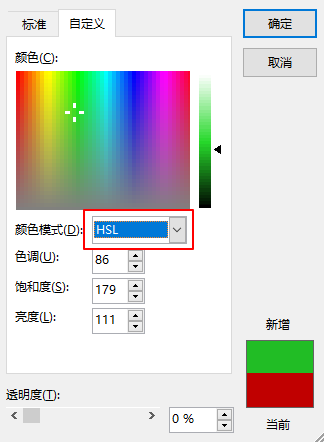 标准 自定义 确定
颜色(C): 取消
颜色模式(D): HSL
色调(U): 86
饱和度(S): 179
亮度(L): 111
新增
透明度(T):
0 % 当前